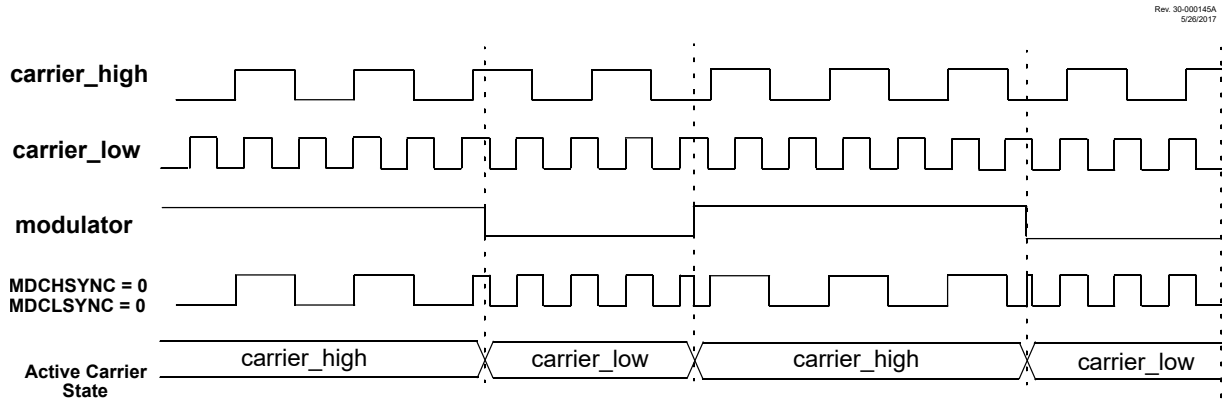 Rev. 30-000145A
5/26/2017
carrier_high
carrier_low
modulator
MDCHSYNC = 0
MDCLSYNC = 0
Active Carrier
State
carrier_high
carrier_low
carrier_high
carrier_low